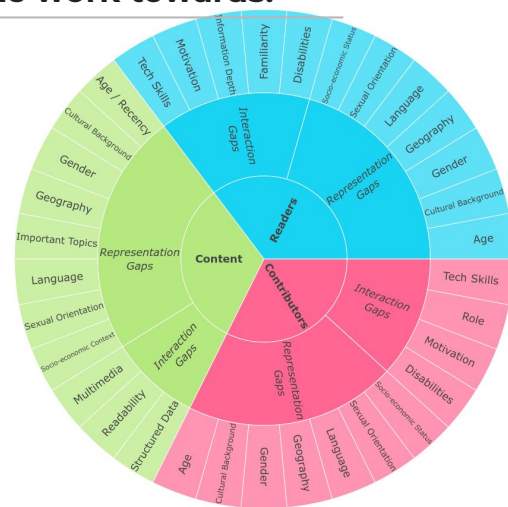 to work towards.
Readers
Interaction
Gaps
Tech Skills
Motivation
Information Depth
Familiarity
Disabilities
Representation
Gaps
Socio-economic Status
Sexual Orientation
Language
Geography
Gender
Cultural Background
Age
Contributors
Interaction
Gaps
Tech Skills
Role
Motivation
Disabilities
Representation
Gaps
Socio-economic Status
Sexual Orientation
Language
Geography
Gender
Cultural Background
Age
Content
Interaction
Gaps
Structured Data
Readability
Multimedia
Representation
Gaps
Socio-economic Context
Sexual Orientation
Language
Important Topics
Geography
Gender
Cultural Background
Age / Recency